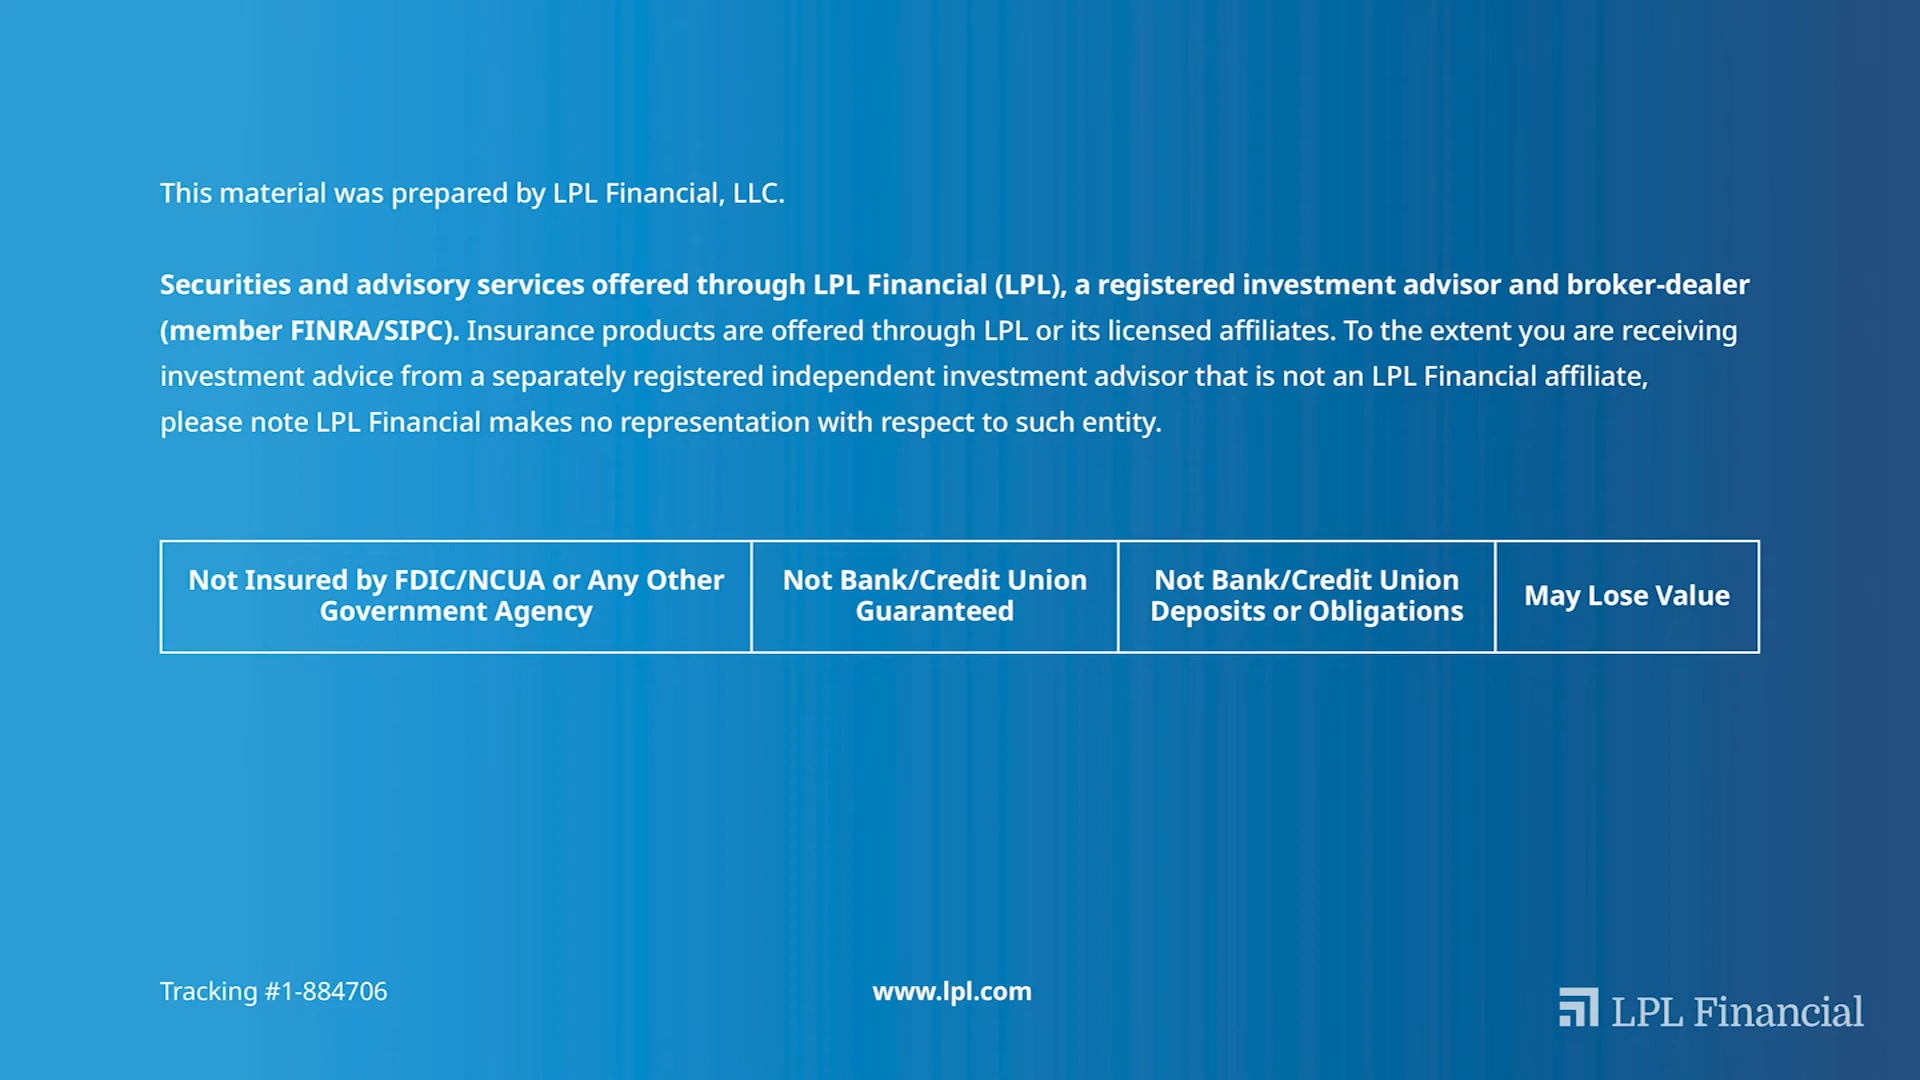 This material was prepared by LPL Financial, LLC.
Securities and advisory services offered through LPL Financial (LPL), a registered investment advisor and broker-dealer
(member FINRA/SIPC). Insurance products are offered through LPL or its licensed affiliates. To the extent you are receiving
investment advice from a separately registered independent investment advisor that is not an LPL Financial affiliate,
please note LPL Financial makes no representation with respect to such entity.
Not Insured by FDIC/NCUA or Any Other
Government Agency
Not Bank/Credit Union
Guaranteed
Not Bank/Credit Union
Deposits or Obligations
May Lose Value
Tracking #1-884706
www.lpl.com
LPL Financial